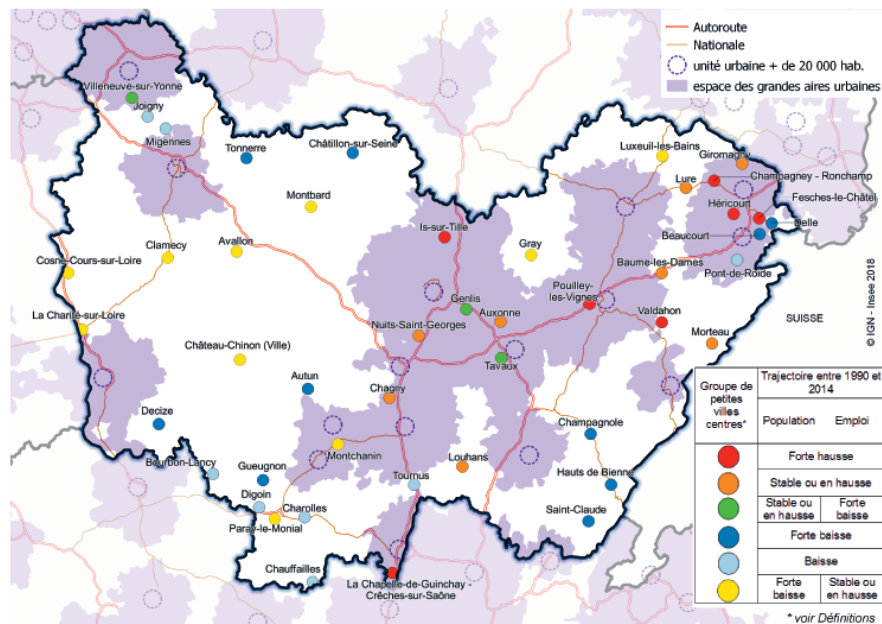 Autoroute
Nationale
unité urbaine + de 20 000 hab.
espace des grandes aires urbaines
Villeneuve-sur-Yonne
Joigny
Migennes
Tonnerre
Châtillon-sur-Seine
Luxeuil-les-Bains
Giromagny
Champagney - Ronchamp
Lure
Héricourt
Fesches-le-Châtel
Delle
Beaucourt
Montbard
Is-sur-Tille
Clamecy
Avallon
Gray
Baume-les-Dames
Pont-de-Roide
Cosne-Cours-sur-Loire
Pouilley-
les-Vignes
Genlis
Auxonne
Valdahon
SUISSE
La Charité-sur-Loire
Nuits-Saint-Georges
Morteau
© IGN - Insee 2018
Château-Chinon (Ville)
Tavaux
Autun
Chagny
Decize
Champagnole
Montchanin
Louhans
Bourbon-Lancy
Gueugnon
Tournus
Hauts de Bienne
Digoin
Charolles
Saint-Claude
Paray-le-Monial
Chauffailles
La Chapelle-de-Guinchay
Crêches-sur-Saône
Groupe de
petites
villes
centres*
Trajectoire entre 1990 et
2014
Population Emploi
Forte hausse
Stable ou en hausse
Stable ou
en hausse
Forte
baisse
Forte baisse
Baisse
Forte
baisse
Stable ou
en hausse
* voir Définitions